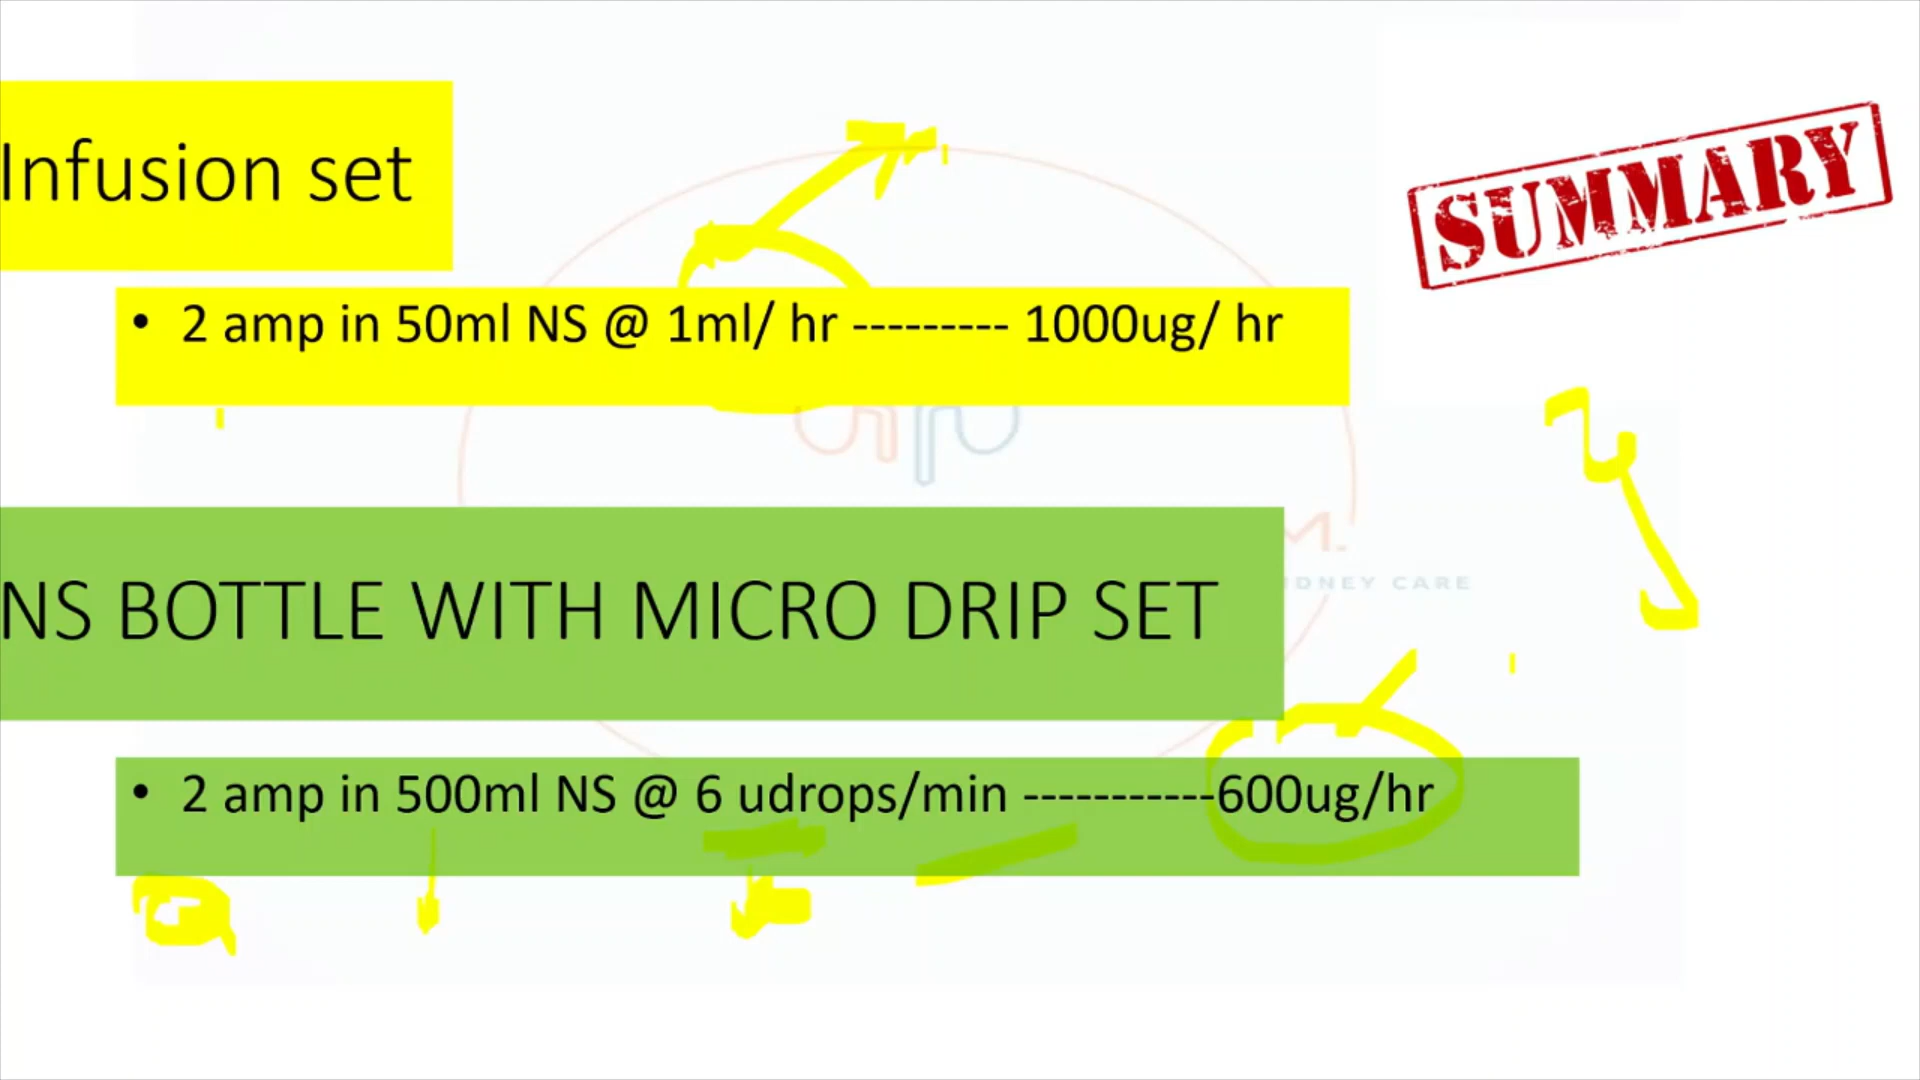 Infusion set
SUMMARY
• 2 amp in 50ml NS @ 1ml/ hr --------- 1000ug/ hr
NS BOTTLE WITH MICRO DRIP SET
• 2 amp in 500ml NS @ 6 udrops/min -----------600ug/hr